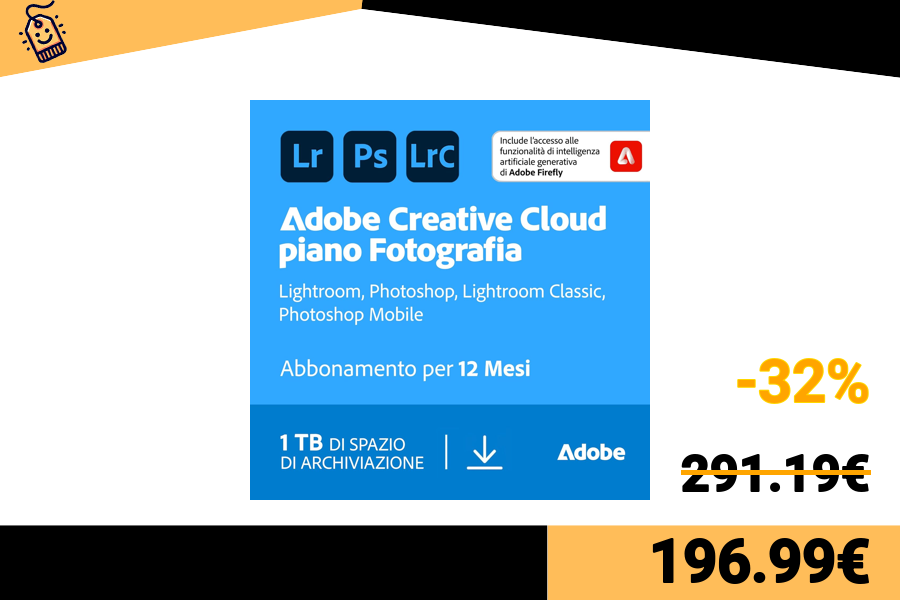 Lr Ps LrC
Include l'accesso alle
funzionalità di intelligenza
artificiale generativa
di Adobe Firefly
Adobe Creative Cloud
piano Fotografia
Lightroom, Photoshop, Lightroom Classic,
Photoshop Mobile
Abbonamento per 12 Mesi
1 TB DI SPAZIO
DI ARCHIVIAZIONE
Adobe
-32%
291.19€
196.99€